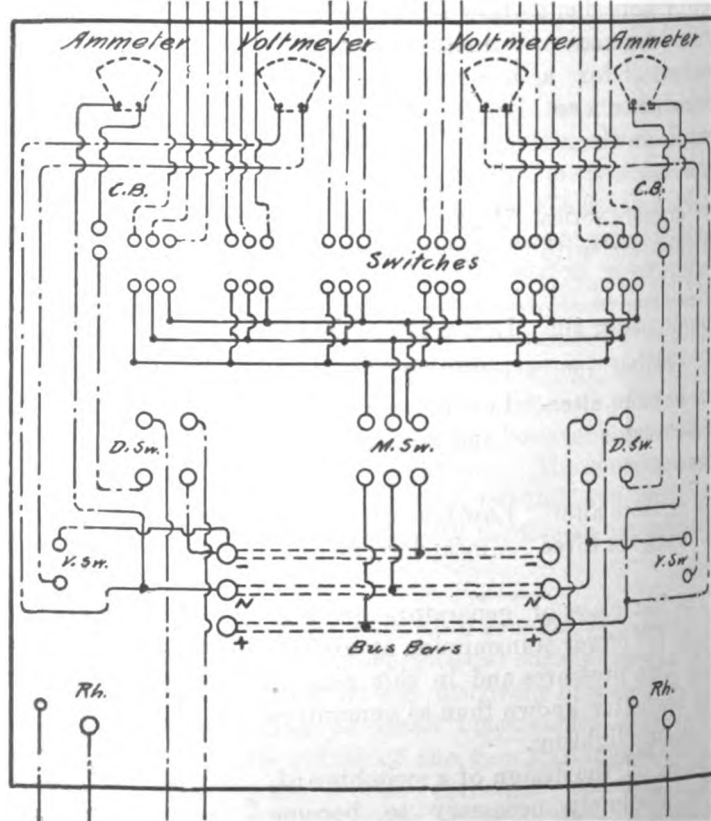 Ammeter Voltmeter Voltmeter Ammeter
C.B. C.B.
Switches
D.Sw. M.Sw. D.Sw.
V.Sw. - - V.Sw
N N
+ Bus Bars +
Rh. Rh.